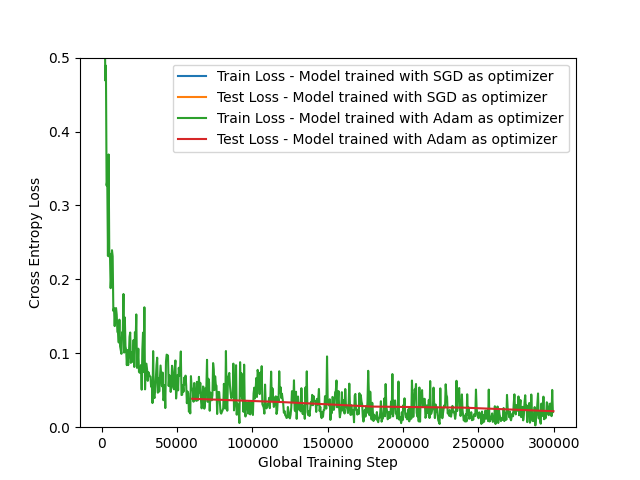 Train Loss - Model trained with SGD as optimizer
Test Loss - Model trained with SGD as optimizer
Train Loss - Model trained with Adam as optimizer
Test Loss - Model trained with Adam as optimizer
0.5
0.4
0.3
0.2
0.1
0.0
Cross Entropy Loss
0 50000 100000 150000 200000 250000 300000
Global Training Step